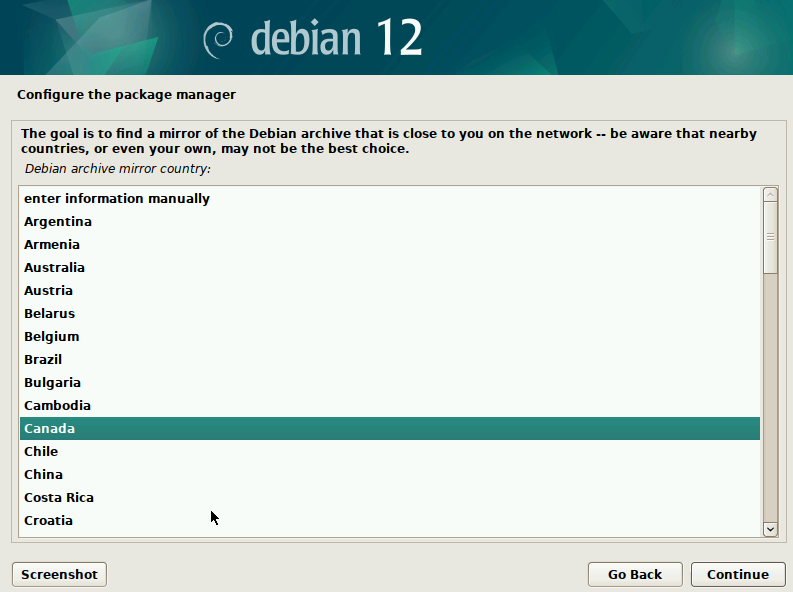 debian 12
Configure the package manager
The goal is to find a mirror of the Debian archive that is close to you on the network -- be aware that nearby
countries, or even your own, may not be the best choice.
Debian archive mirror country:
enter information manually
Argentina
Armenia
Australia
Austria
Belarus
Belgium
Brazil
Bulgaria
Cambodia
Canada
Chile
China
Costa Rica
Croatia
Screenshot
Go Back
Continue